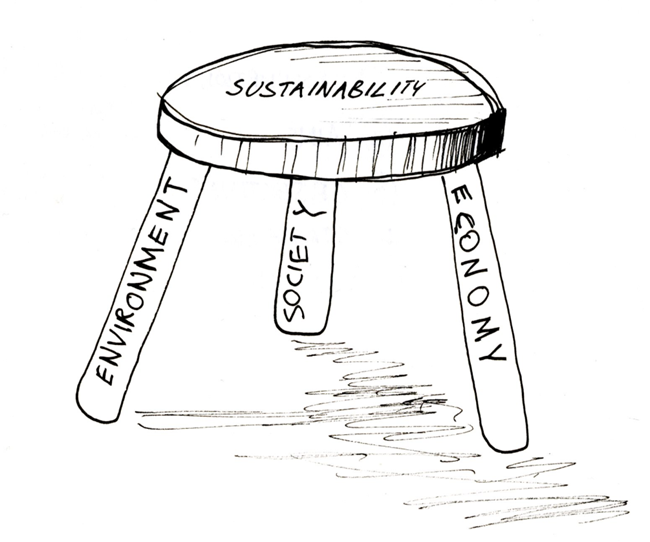 SUSTAINABILITY
ENVIRONMENT
SOCIETY
ECONOMY